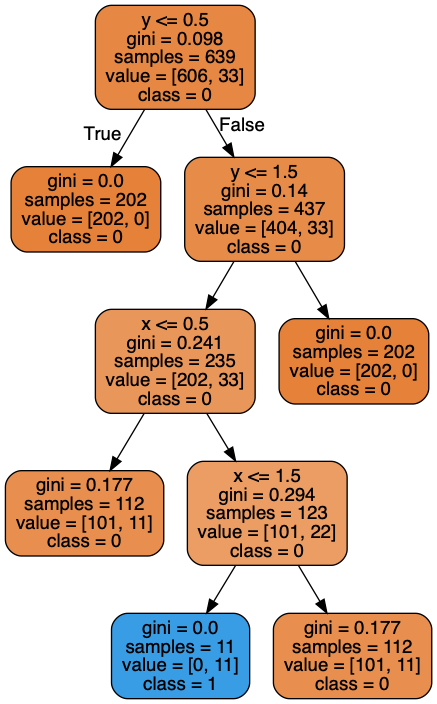 y <= 0.5
gini = 0.098
samples = 639
value = [606, 33]
class = 0
True
False
gini = 0.0
samples = 202
value = [202, 0]
class = 0
y <= 1.5
gini = 0.14
samples = 437
value = [404, 33]
class = 0
x <= 0.5
gini = 0.241
samples = 235
value = [202, 33]
class = 0
gini = 0.0
samples = 202
value = [202, 0]
class = 0
gini = 0.177
samples = 112
value = [101, 11]
class = 0
x <= 1.5
gini = 0.294
samples = 123
value = [101, 22]
class = 0
gini = 0.0
samples = 11
value = [0, 11]
class = 1
gini = 0.177
samples = 112
value = [101, 11]
class = 0